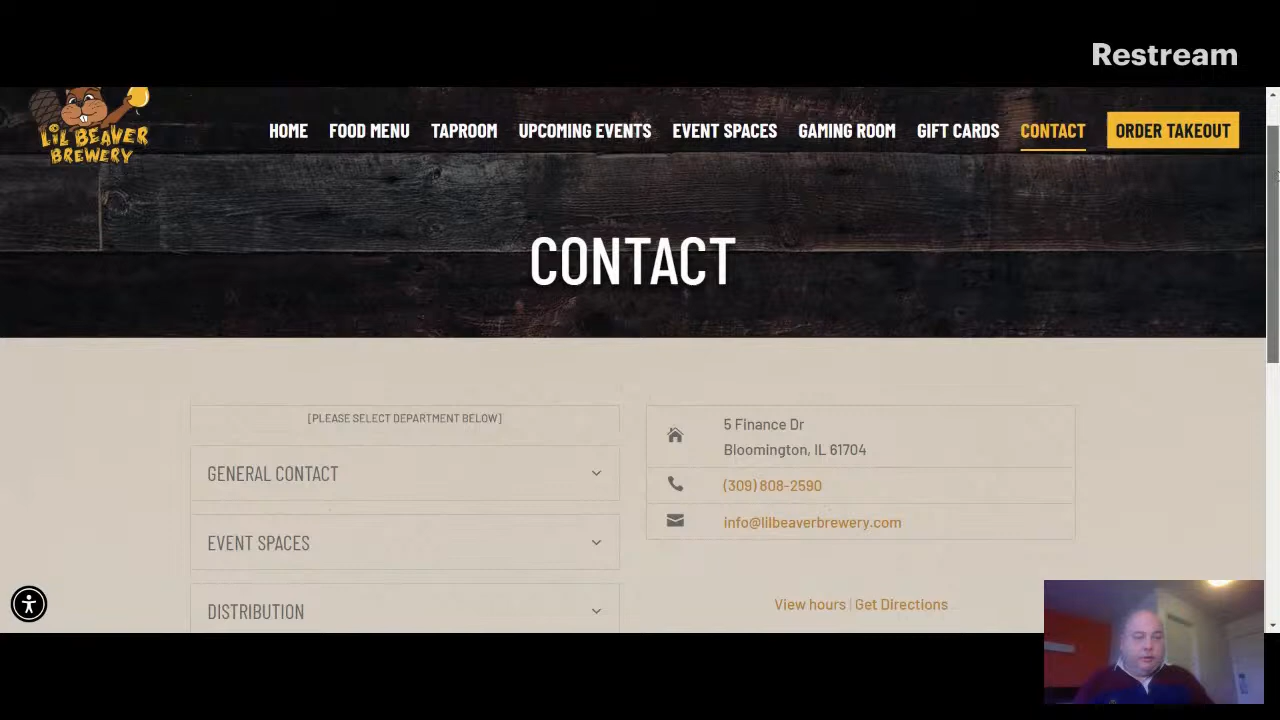 Restream
LIL BEAVER
BREWERY
HOME FOOD MENU TAPROOM UPCOMING EVENTS EVENT SPACES GAMING ROOM GIFT CARDS CONTACT ORDER TAKEOUT
CONTACT
[PLEASE SELECT DEPARTMENT BELOW]
GENERAL CONTACT
EVENT SPACES
DISTRIBUTION
5 Finance Dr
Bloomington, IL 61704
(309) 808-2590
info@lilbeaverbrewery.com
View hours | Get Directions